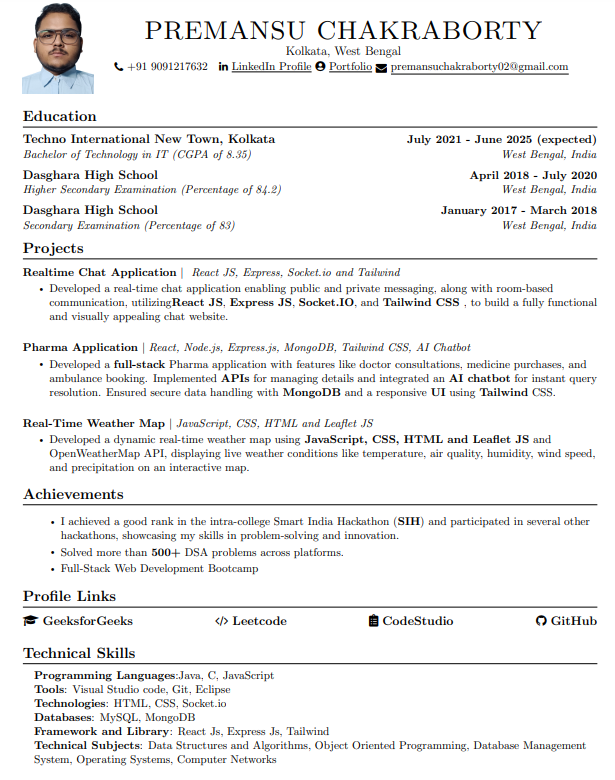 PREMANSU CHAKRABORTY
Kolkata, West Bengal
+91 9091217632 LinkedIn Profile Portfolio premansuchakraborty02@gmail.com
Education
Techno International New Town, Kolkata July 2021 - June 2025 (expected)
Bachelor of Technology in IT (CGPA of 8.35) West Bengal, India
Dasghara High School April 2018 - July 2020
Higher Secondary Examination (Percentage of 84.2) West Bengal, India
Dasghara High School January 2017 - March 2018
Secondary Examination (Percentage of 83) West Bengal, India
Projects
Realtime Chat Application | React JS, Express, Socket.io and Tailwind
• Developed a real-time chat application enabling public and private messaging, along with room-based
communication, utilizingReact JS, Express JS, Socket.IO, and Tailwind CSS , to build a fully functional
and visually appealing chat website.
Pharma Application | React, Node.js, Express.js, MongoDB, Tailwind CSS, AI Chatbot
• Developed a full-stack Pharma application with features like doctor consultations, medicine purchases, and
ambulance booking. Implemented APIs for managing details and integrated an AI chatbot for instant query
resolution. Ensured secure data handling with MongoDB and a responsive UI using Tailwind CSS.
Real-Time Weather Map | JavaScript, CSS, HTML and Leaflet JS
• Developed a dynamic real-time weather map using JavaScript, CSS, HTML and Leaflet JS and
OpenWeatherMap API, displaying live weather conditions like temperature, air quality, humidity, wind speed,
and precipitation on an interactive map.
Achievements
• I achieved a good rank in the intra-college Smart India Hackathon (SIH) and participated in several other
hackathons, showcasing my skills in problem-solving and innovation.
• Solved more than 500+ DSA problems across platforms.
• Full-Stack Web Development Bootcamp
Profile Links
GeeksforGeeks Leetcode CodeStudio GitHub
Technical Skills
Programming Languages:Java, C, JavaScript
Tools: Visual Studio code, Git, Eclipse
Technologies: HTML, CSS, Socket.io
Databases: MySQL, MongoDB
Framework and Library: React Js, Express Js, Tailwind
Technical Subjects: Data Structures and Algorithms, Object Oriented Programming, Database Management
System, Operating Systems, Computer Networks